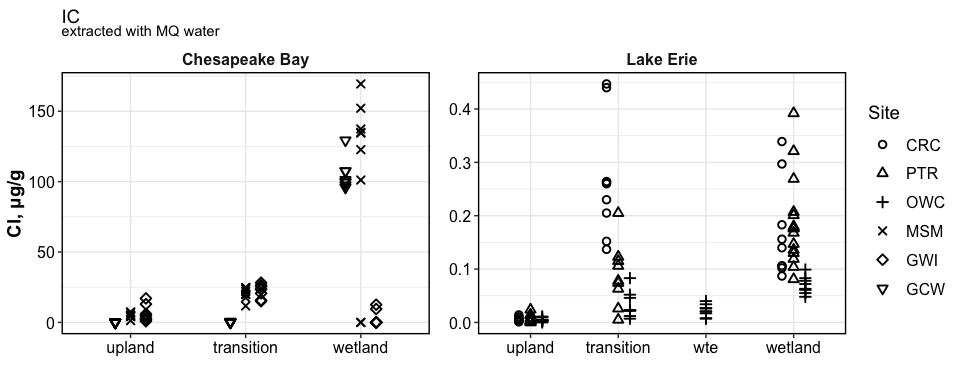 IC
extracted with MQ water
Chesapeake Bay
Lake Erie
Cl, µg/g
150
100
50
0
upland
transition
wetland
0.4
0.3
0.2
0.1
0.0
upland
transition
wte
wetland
Site
CRC
PTR
OWC
MSM
GWI
GCW